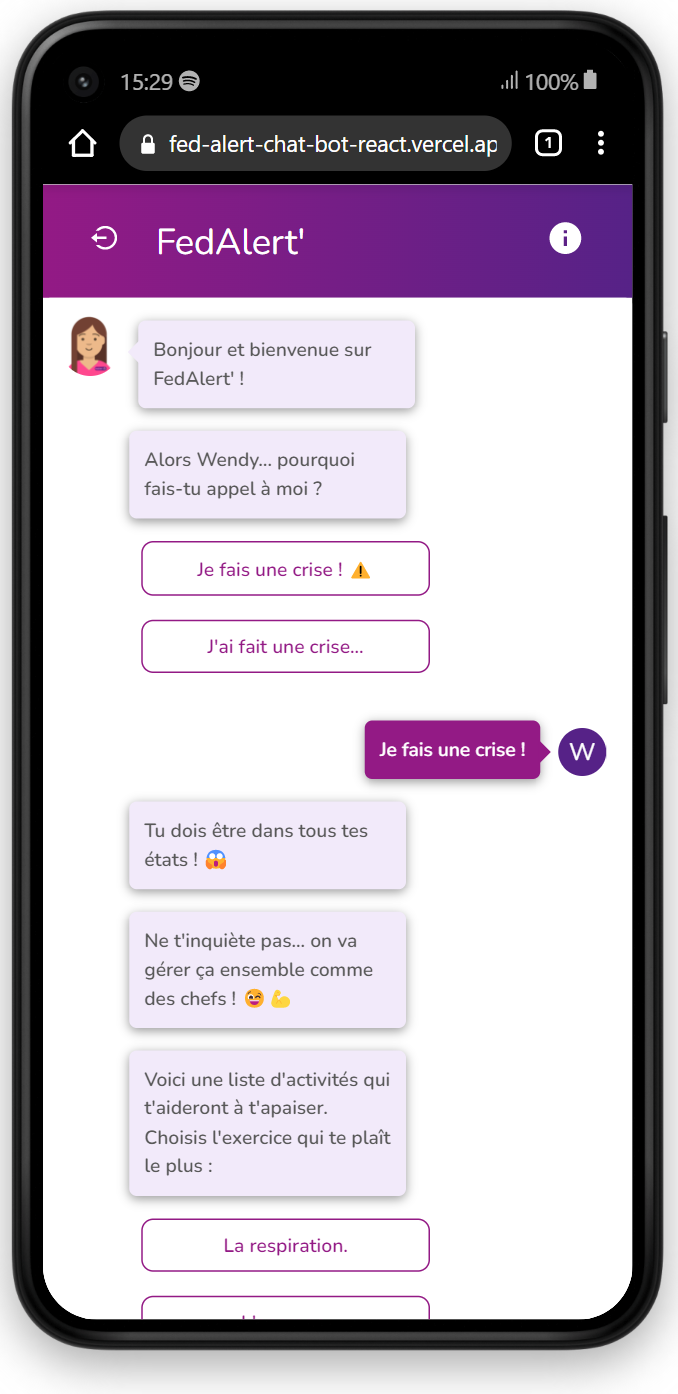 15:29 100%
fed-alert-chat-bot-react.vercel.ap
1
FedAlert'
Bonjour et bienvenue sur
FedAlert' !
Alors Wendy... pourquoi
fais-tu appel à moi ?
Je fais une crise ! ⚠️
J'ai fait une crise...
Je fais une crise !
W
Tu dois être dans tous tes
états ! 😱
Ne t'inquiète pas... on va
gérer ça ensemble comme
des chefs ! 🤪 💪
Voici une liste d'activités qui
t'aideront à t'apaiser.
Choisis l'exercice qui te plaît
le plus :
La respiration.